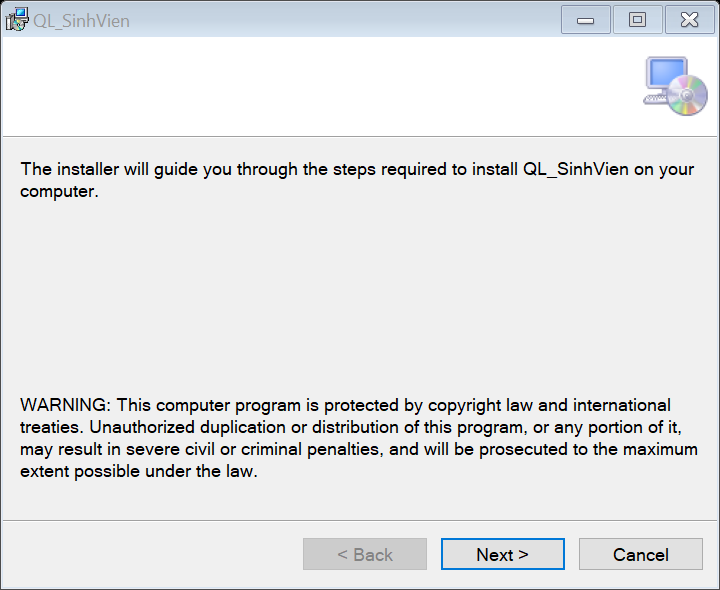 QL_SinhVien
The installer will guide you through the steps required to install QL_SinhVien on your
computer.
WARNING: This computer program is protected by copyright law and international
treaties. Unauthorized duplication or distribution of this program, or any portion of it,
may result in severe civil or criminal penalties, and will be prosecuted to the maximum
extent possible under the law.
< Back Next > Cancel